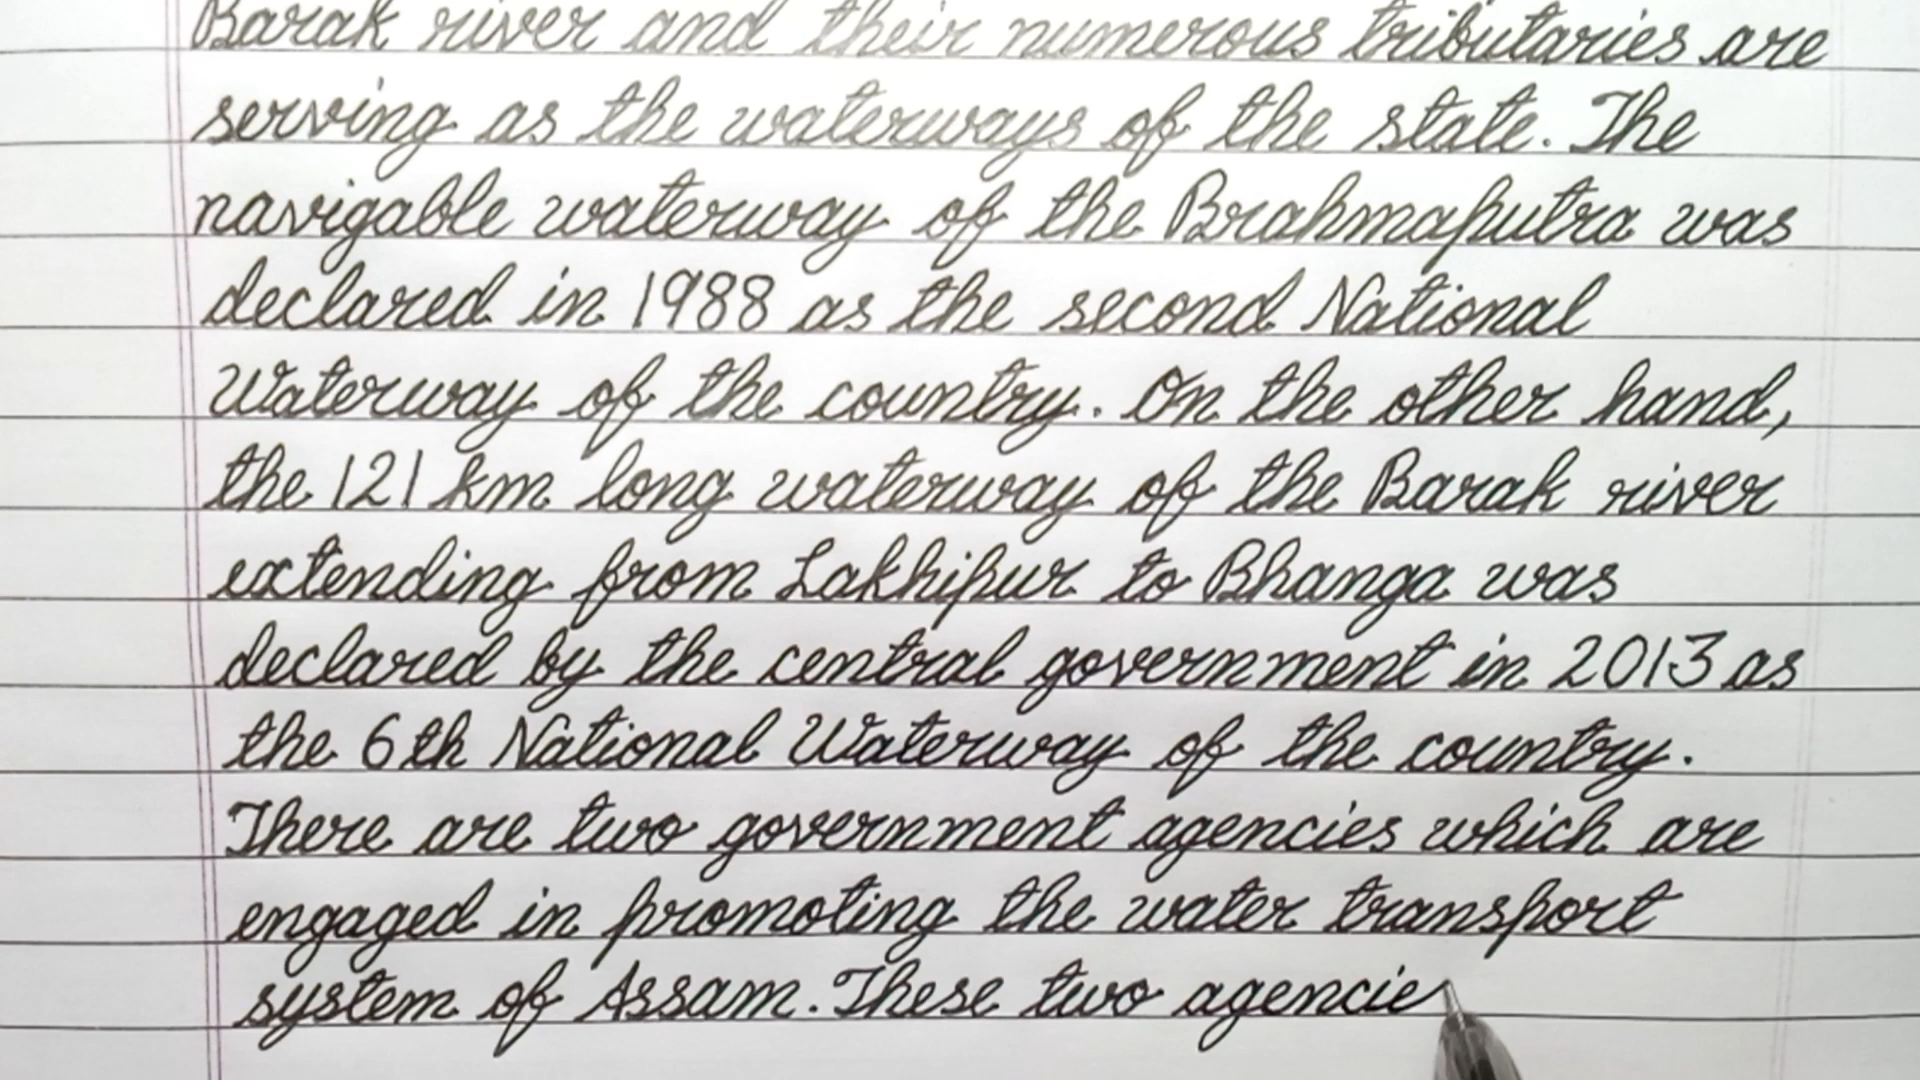 Barak river and their numerous tributaries are
serving as the waterways of the state. The
navigable waterway of the Brahmaputra was
declared in 1988 as the second National
Waterway of the country. On the other hand,
the 121 km long waterway of the Barak river
extending from Lakhipur to Bhanga was
declared by the central government in 2013 as
the 6th National Waterway of the country.
There are two government agencies which are
engaged in promoting the water transport
system of Assam. These two agencie